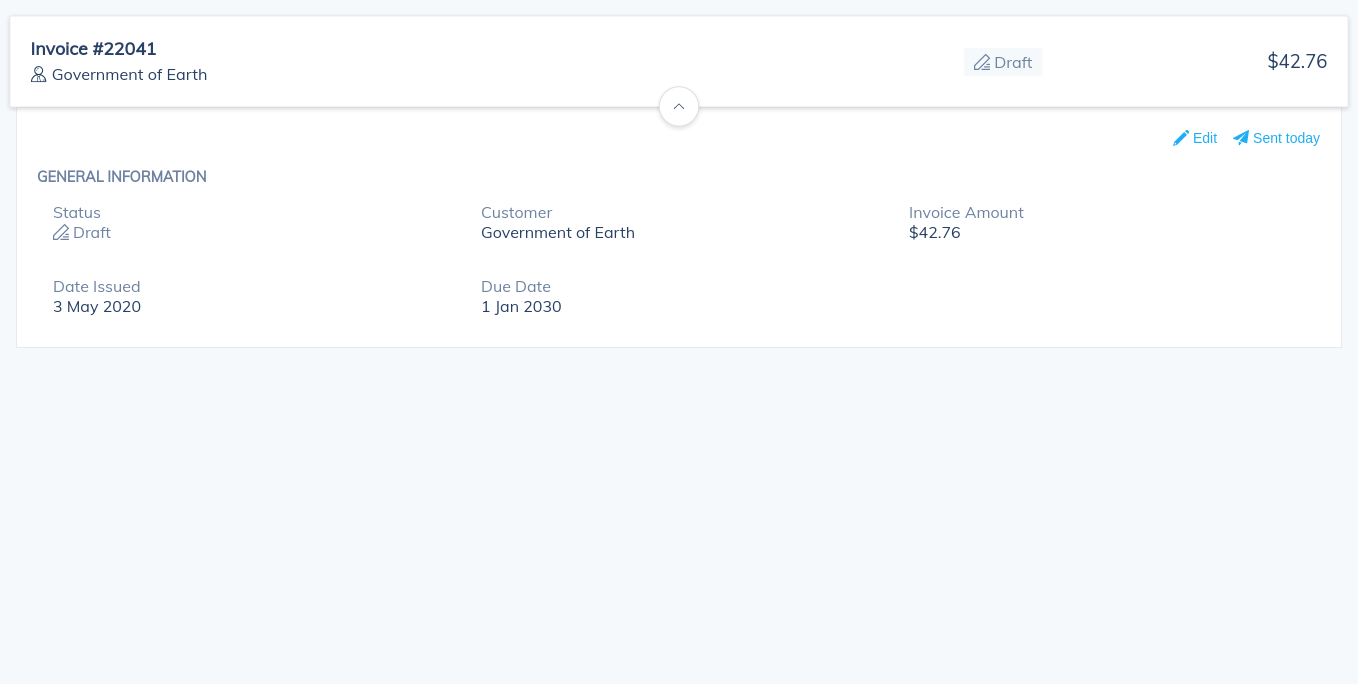 Invoice #22041
Government of Earth
Draft
$42.76
Edit
Sent today
GENERAL INFORMATION
Status
Draft
Customer
Government of Earth
Invoice Amount
$42.76
Date Issued
3 May 2020
Due Date
1 Jan 2030